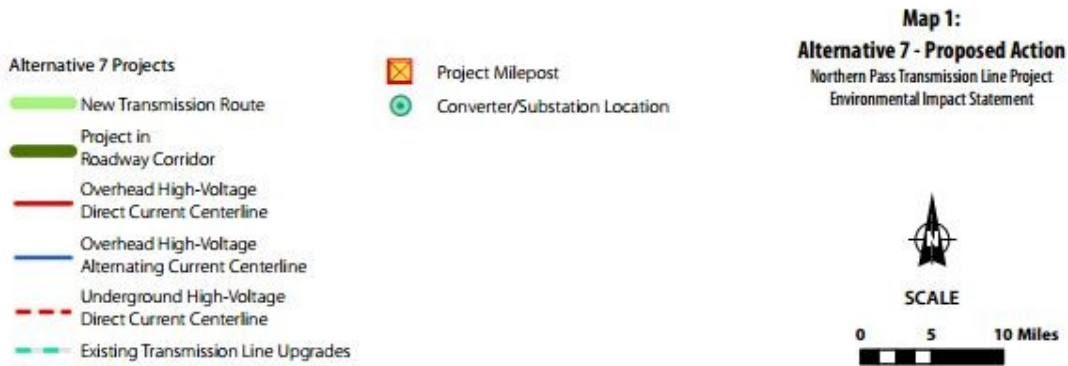 Alternative 7 Projects
New Transmission Route
Project in
Roadway Corridor
Overhead High-Voltage
Direct Current Centerline
Overhead High-Voltage
Alternating Current Centerline
Underground High-Voltage
Direct Current Centerline
Existing Transmission Line Upgrades
Project Milepost
Converter/Substation Location
Map 1:
Alternative 7 - Proposed Action
Northern Pass Transmission Line Project
Environmental Impact Statement
N
SCALE
0 5 10 Miles